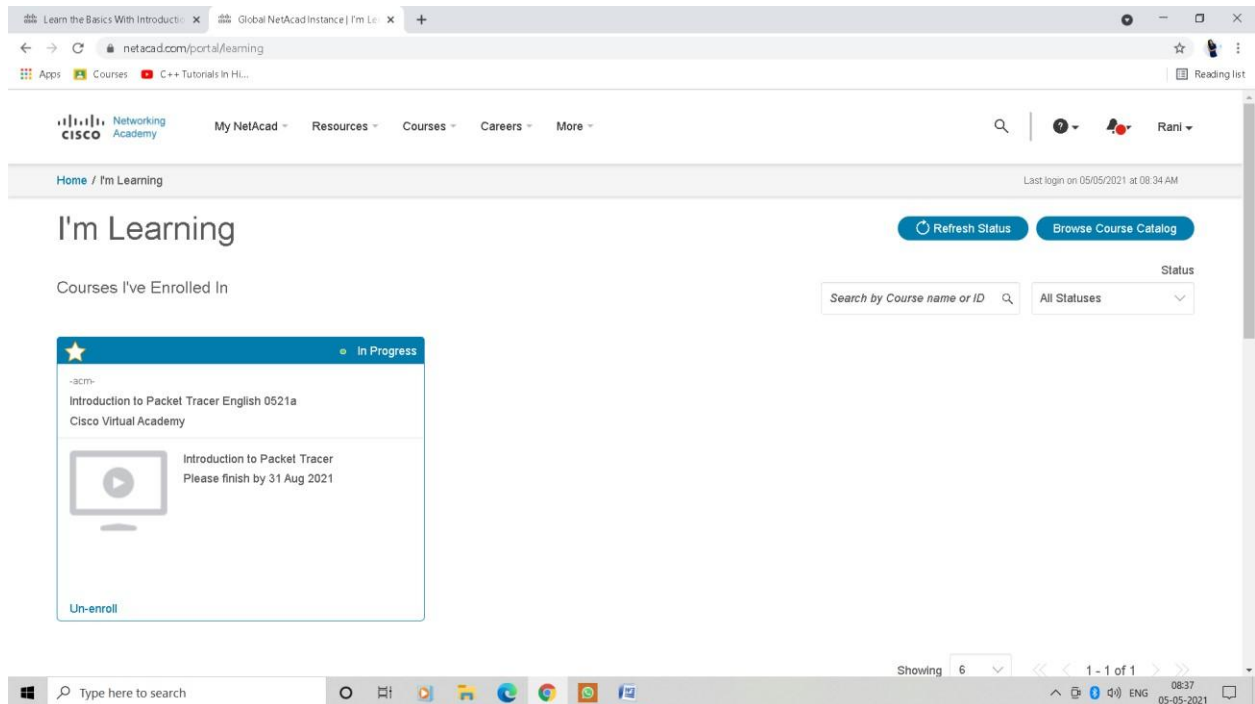 Learn the Basics With Introductio
Global NetAcad Instance | I'm Le
netacad.com/portal/learning
Apps Courses C++ Tutorials In Hi... Reading list
CISCO Networking Academy
My NetAcad Resources Courses Careers More Rani
Home / I'm Learning Last login on 05/05/2021 at 08:34 AM
I'm Learning Refresh Status Browse Course Catalog
Status
Courses I've Enrolled In Search by Course name or ID All Statuses
In Progress
-acm-
Introduction to Packet Tracer English 0521a
Cisco Virtual Academy
Introduction to Packet Tracer
Please finish by 31 Aug 2021
Un-enroll
Showing 6 1 - 1 of 1
Type here to search ENG 08:37
05-05-2021